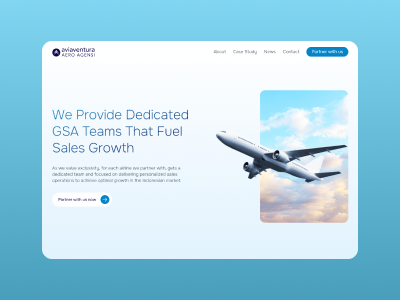 aviaventura
AERO AGENSI
About Case Study News Contact Partner with us
We Provide Dedicated
GSA Teams That Fuel
Sales Growth
As we value exclusivity, for each airline we partner with, gets a
dedicated team and focused on delivering personalized sales
operations to achieve optimal growth in the Indonesian market.
Partner with us now